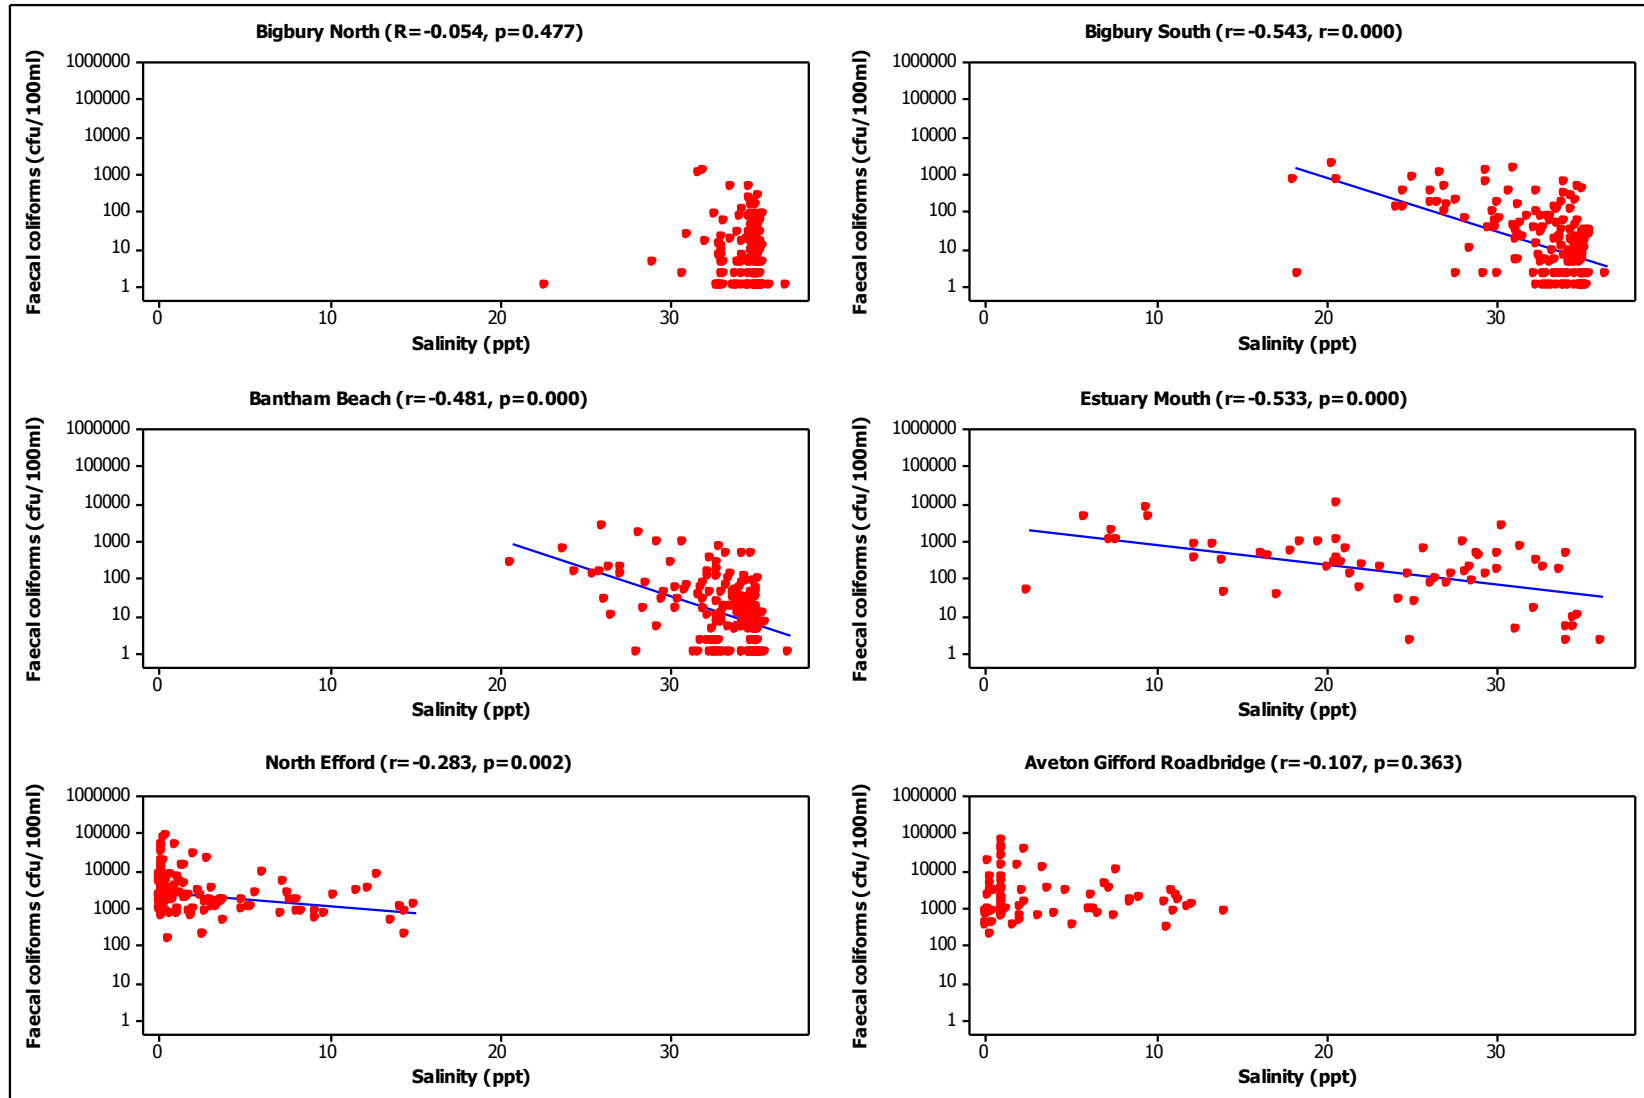 Bigbury North (R=-0.054, p=0.477)
Faecal coliforms (cfu/100ml)
1000000
100000
10000
1000
100
10
1
0 10 20 30
Salinity (ppt)
Bigbury South (r=-0.543, r=0.000)
Faecal coliforms (cfu/100ml)
1000000
100000
10000
1000
100
10
1
0 10 20 30
Salinity (ppt)
Bantham Beach (r=-0.481, p=0.000)
Faecal coliforms (cfu/100ml)
1000000
100000
10000
1000
100
10
1
0 10 20 30
Salinity (ppt)
Estuary Mouth (r=-0.533, p=0.000)
Faecal coliforms (cfu/100ml)
1000000
100000
10000
1000
100
10
1
0 10 20 30
Salinity (ppt)
North Efford (r=-0.283, p=0.002)
Faecal coliforms (cfu/100ml)
1000000
100000
10000
1000
100
10
1
0 10 20 30
Salinity (ppt)
Aveton Gifford Roadbridge (r=-0.107, p=0.363)
Faecal coliforms (cfu/100ml)
1000000
100000
10000
1000
100
10
1
0 10 20 30
Salinity (ppt)